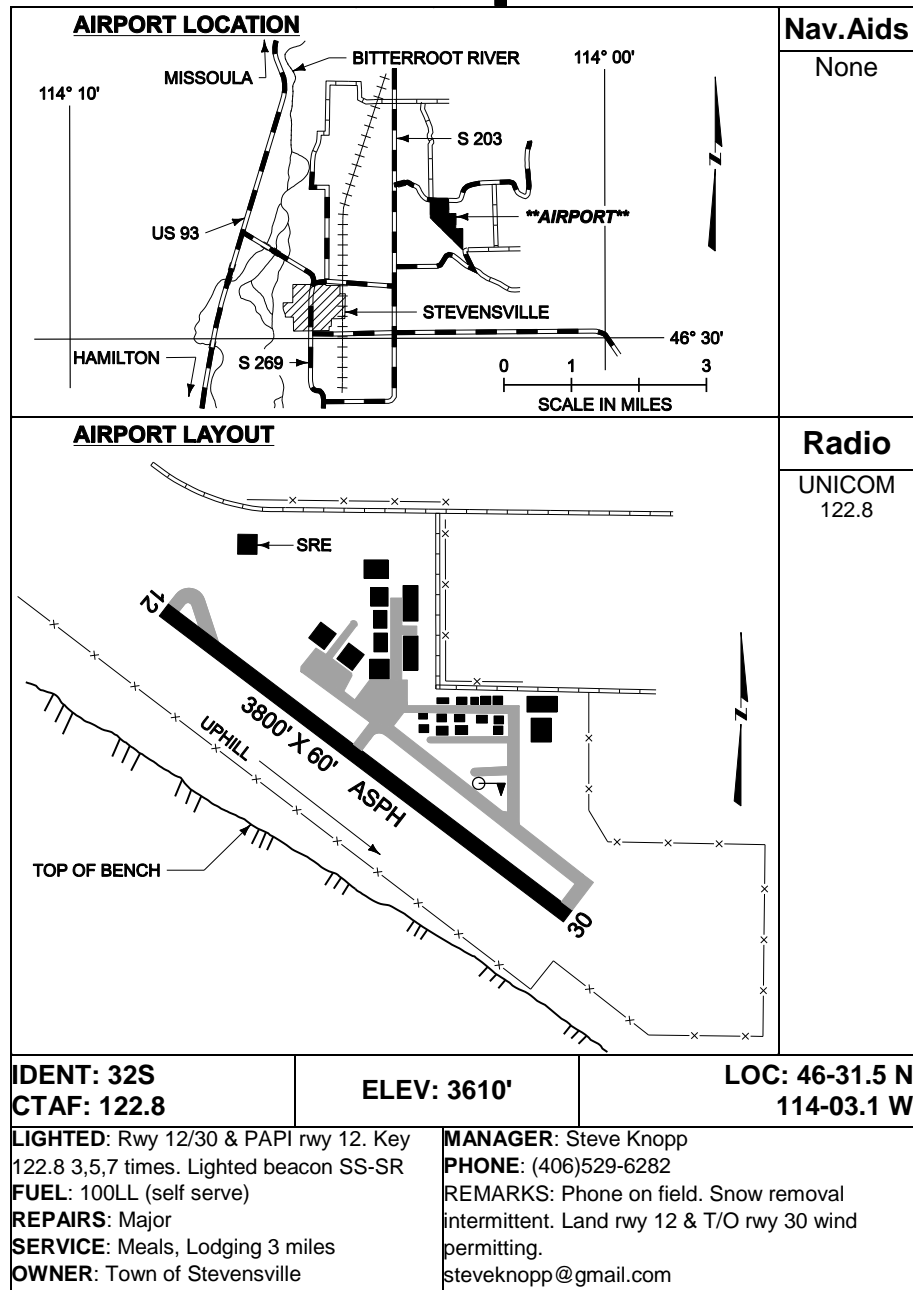 AIRPORT LOCATION
Nav.Aids
None
BITTERROOT RIVER
MISSOULA
114° 00'
114° 10'
S 203
N
**AIRPORT**
US 93
STEVENSVILLE
46° 30'
HAMILTON
S 269
0 1 3
SCALE IN MILES
AIRPORT LAYOUT
Radio
UNICOM
122.8
SRE
12
3800' X 60' ASPH
UPHILL
N
TOP OF BENCH
30
IDENT: 32S
CTAF: 122.8
ELEV: 3610'
LOC: 46-31.5 N
114-03.1 W
LIGHTED: Rwy 12/30 & PAPI rwy 12. Key
122.8 3,5,7 times. Lighted beacon SS-SR
FUEL: 100LL (self serve)
REPAIRS: Major
SERVICE: Meals, Lodging 3 miles
OWNER: Town of Stevensville
MANAGER: Steve Knopp
PHONE: (406)529-6282
REMARKS: Phone on field. Snow removal
intermittent. Land rwy 12 & T/O rwy 30 wind
permitting.
steveknopp@gmail.com